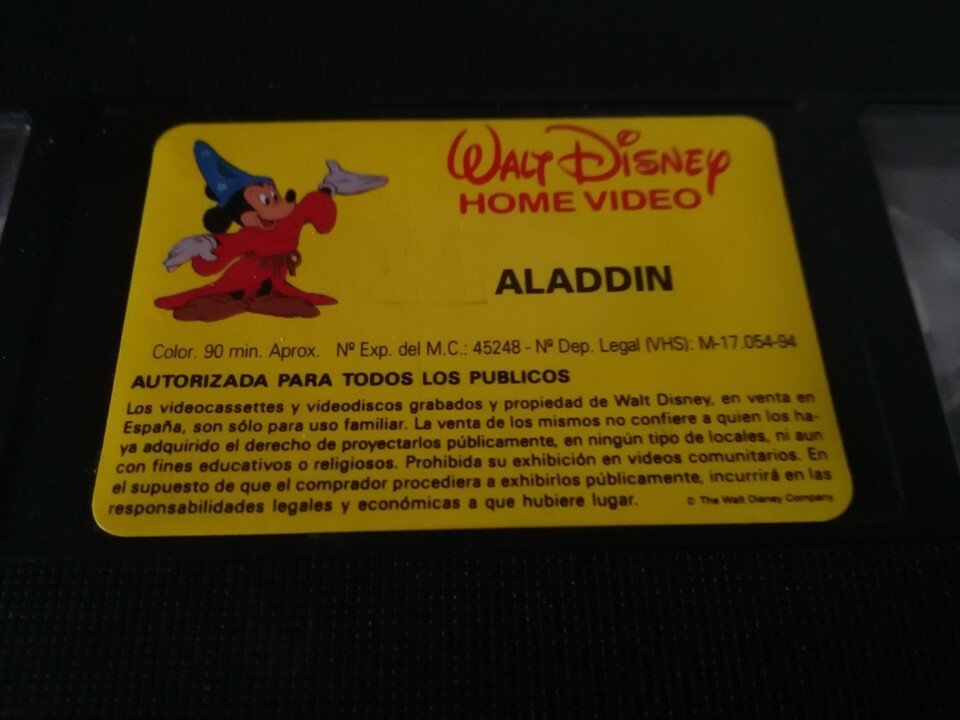 WALT DISNEY
HOME VIDEO
ALADDIN
Color. 90 min. Aprox. Nº Exp. del M.C.: 45248 - Nº Dep. Legal (VHS): M-17.054-94
AUTORIZADA PARA TODOS LOS PUBLICOS
Los videocassettes y videodiscos grabados y propiedad de Walt Disney, en venta en
España, son sólo para uso familiar. La venta de los mismos no confiere a quien los ha-
ya adquirido el derecho de proyectarlos públicamente, en ningún tipo de locales, ni aun
con fines educativos o religiosos. Prohibida su exhibición en videos comunitarios. En
el supuesto de que el comprador procediera a exhibirlos públicamente, incurrirá en las
responsabilidades legales y económicas a que hubiere lugar. © The Walt Disney Company